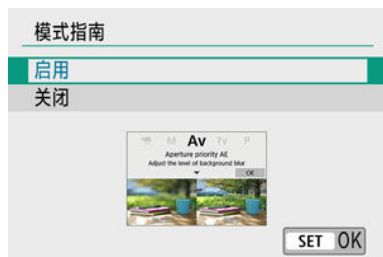 模式指南
启用
关闭
M Av Tv P
Aperture priority AE
Adjust the level of background blur
OK
SET OK